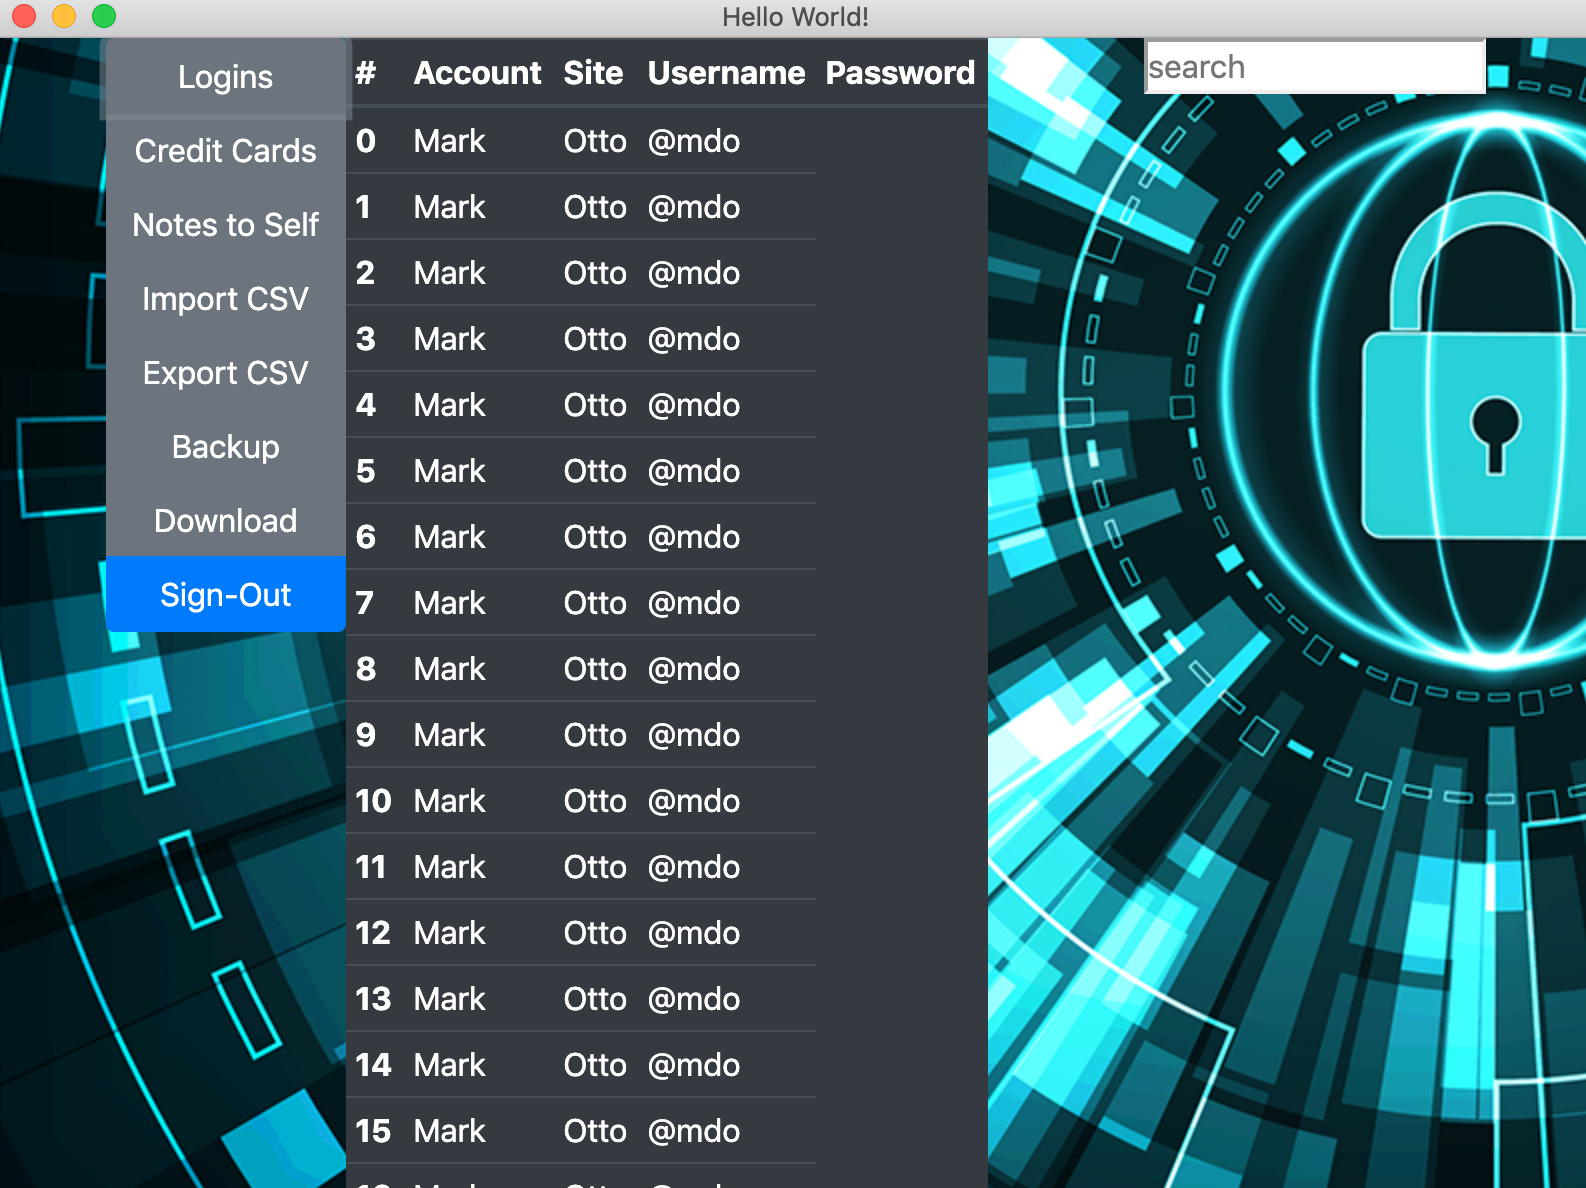 Hello World!
Logins
Credit Cards
Notes to Self
Import CSV
Export CSV
Backup
Download
Sign-Out
# Account Site Username Password
0 Mark Otto @mdo
1 Mark Otto @mdo
2 Mark Otto @mdo
3 Mark Otto @mdo
4 Mark Otto @mdo
5 Mark Otto @mdo
6 Mark Otto @mdo
7 Mark Otto @mdo
8 Mark Otto @mdo
9 Mark Otto @mdo
10 Mark Otto @mdo
11 Mark Otto @mdo
12 Mark Otto @mdo
13 Mark Otto @mdo
14 Mark Otto @mdo
15 Mark Otto @mdo
search